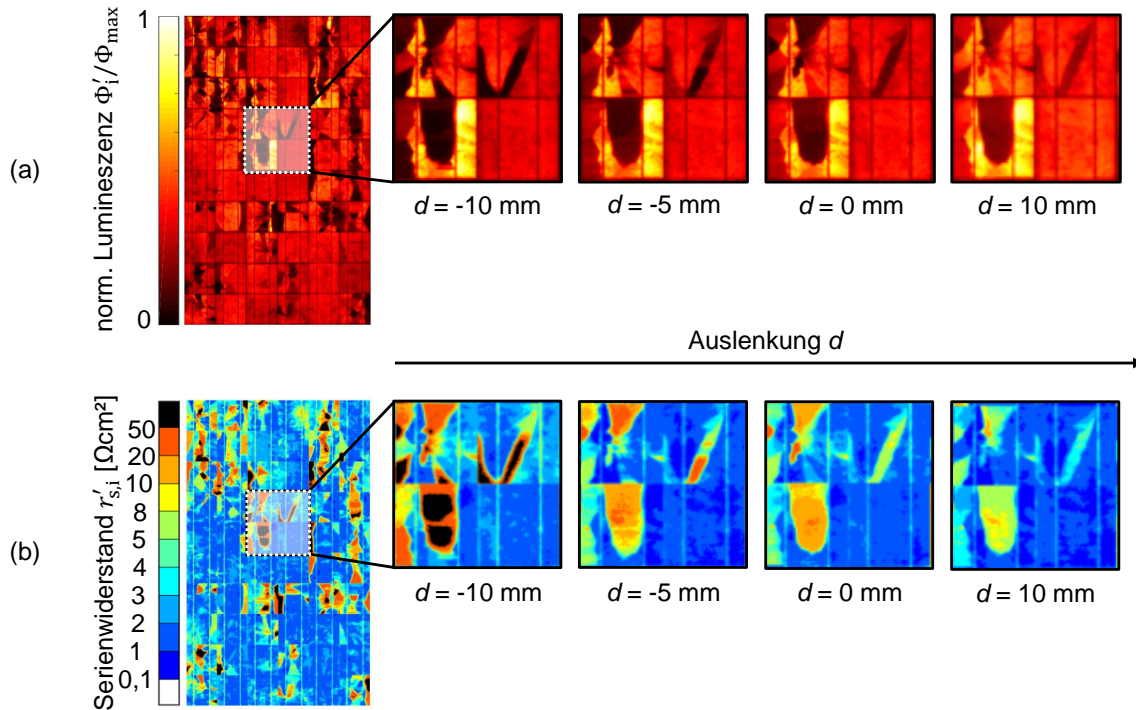 (a)
norm. Lumineszenz Φ′i/Φmax
1
0
d = -10 mm
d = -5 mm
d = 0 mm
d = 10 mm
Auslenkung d
(b)
Serienwiderstand r′s,i [Ωcm²]
50
20
10
8
5
4
3
2
1
0,1
d = -10 mm
d = -5 mm
d = 0 mm
d = 10 mm